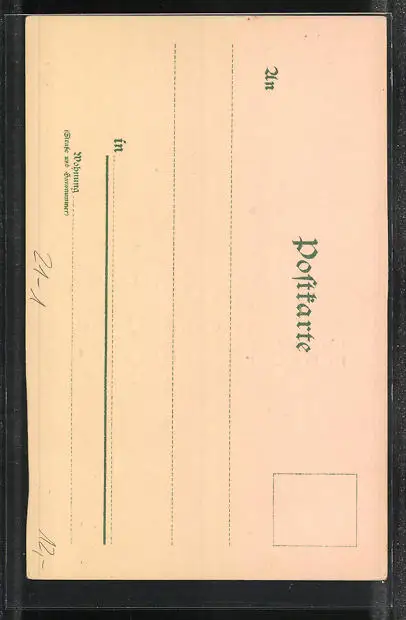 Postkarte
An
in
Wohnung
(Straße und Hausnummer)
21-1
12,-